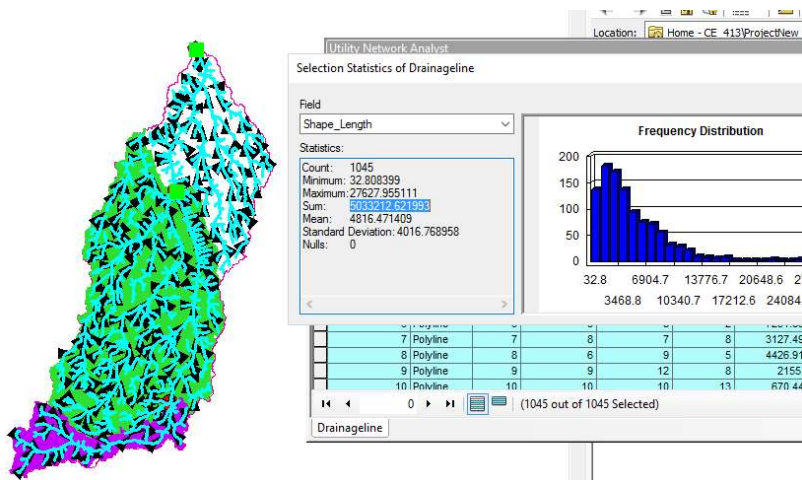 Location: Home - CE_413\ProjectNew
Utility Network Analyst
Selection Statistics of Drainageline
Field
Shape_Length
Statistics:
Count: 1045
Minimum: 32.808399
Maximum: 27627.955111
Sum: 5033212.621993
Mean: 4816.471409
Standard Deviation: 4016.768958
Nulls: 0
Frequency Distribution
200
150
100
50
0
32.8 6904.7 13776.7 20648.6
3468.8 10340.7 17212.6 24084.
7 Polyline 7 8 7 8 3127.49
8 Polyline 8 6 9 5 4426.91
9 Polyline 9 9 12 8 2155
10 Polyline 10 10 10 13 670.44
0 (1045 out of 1045 Selected)
Drainageline